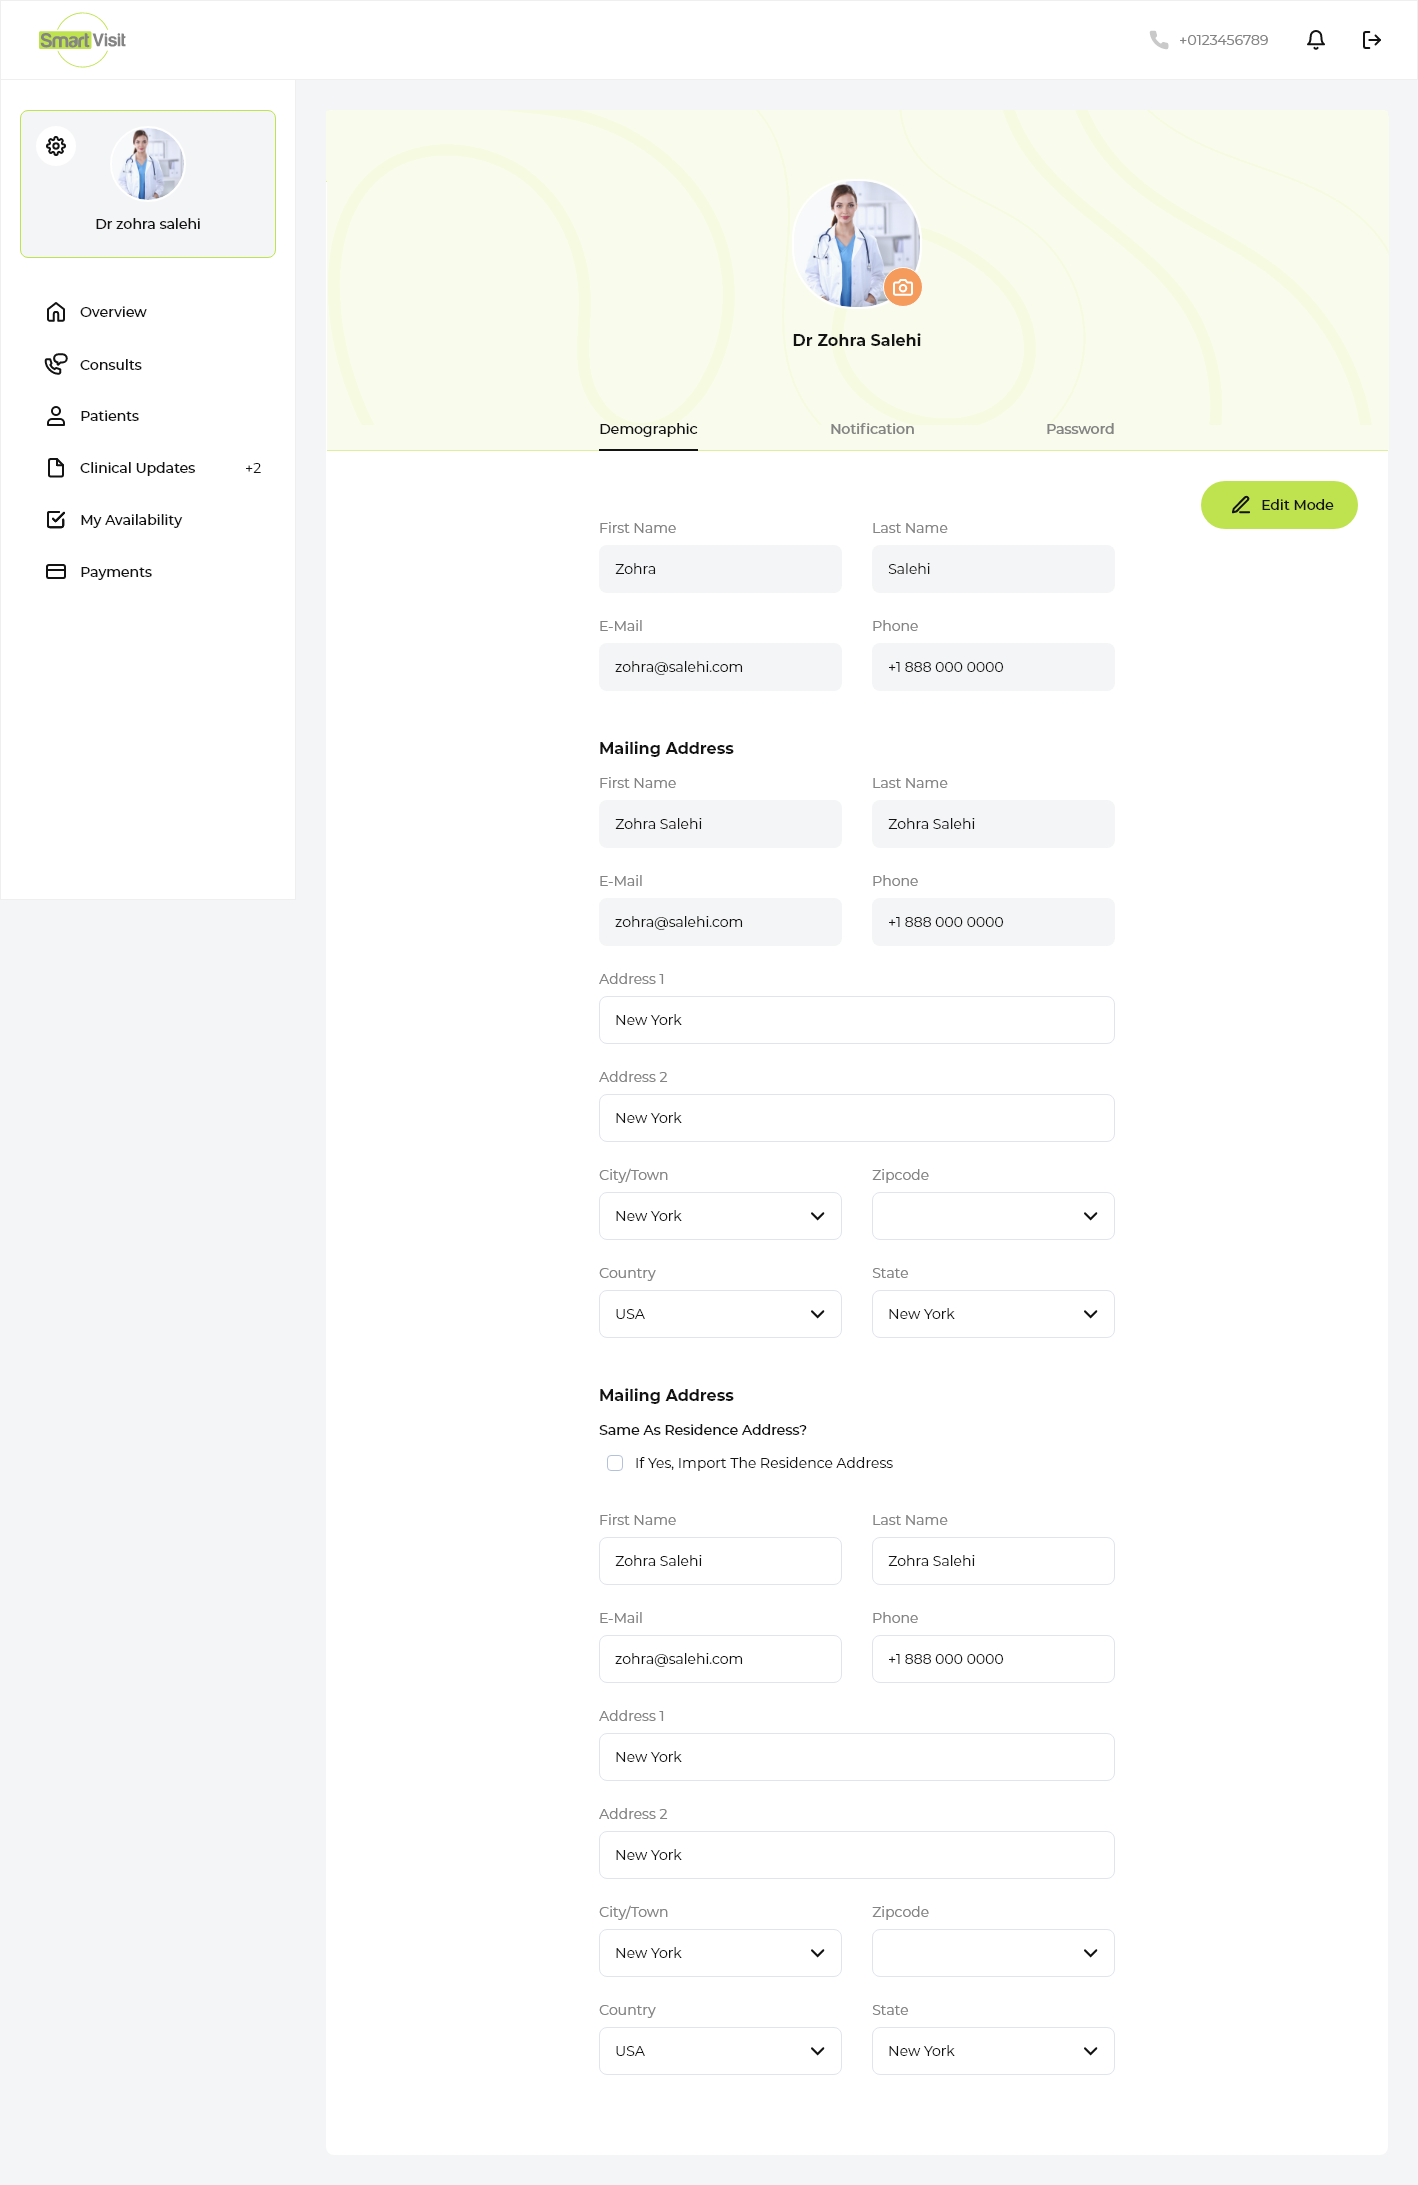 SmartVisit
+0123456789
Dr zohra salehi
Overview
Consults
Patients
Clinical Updates +2
My Availability
Payments
Dr Zohra Salehi
Demographic Notification Password
Edit Mode
First Name Last Name
Zohra Salehi
E-Mail Phone
zohra@salehi.com +1 888 000 0000
Mailing Address
First Name Last Name
Zohra Salehi Zohra Salehi
E-Mail Phone
zohra@salehi.com +1 888 000 0000
Address 1
New York
Address 2
New York
City/Town Zipcode
New York
Country State
USA New York
Mailing Address
Same As Residence Address?
If Yes, Import The Residence Address
First Name Last Name
Zohra Salehi Zohra Salehi
E-Mail Phone
zohra@salehi.com +1 888 000 0000
Address 1
New York
Address 2
New York
City/Town Zipcode
New York
Country State
USA New York